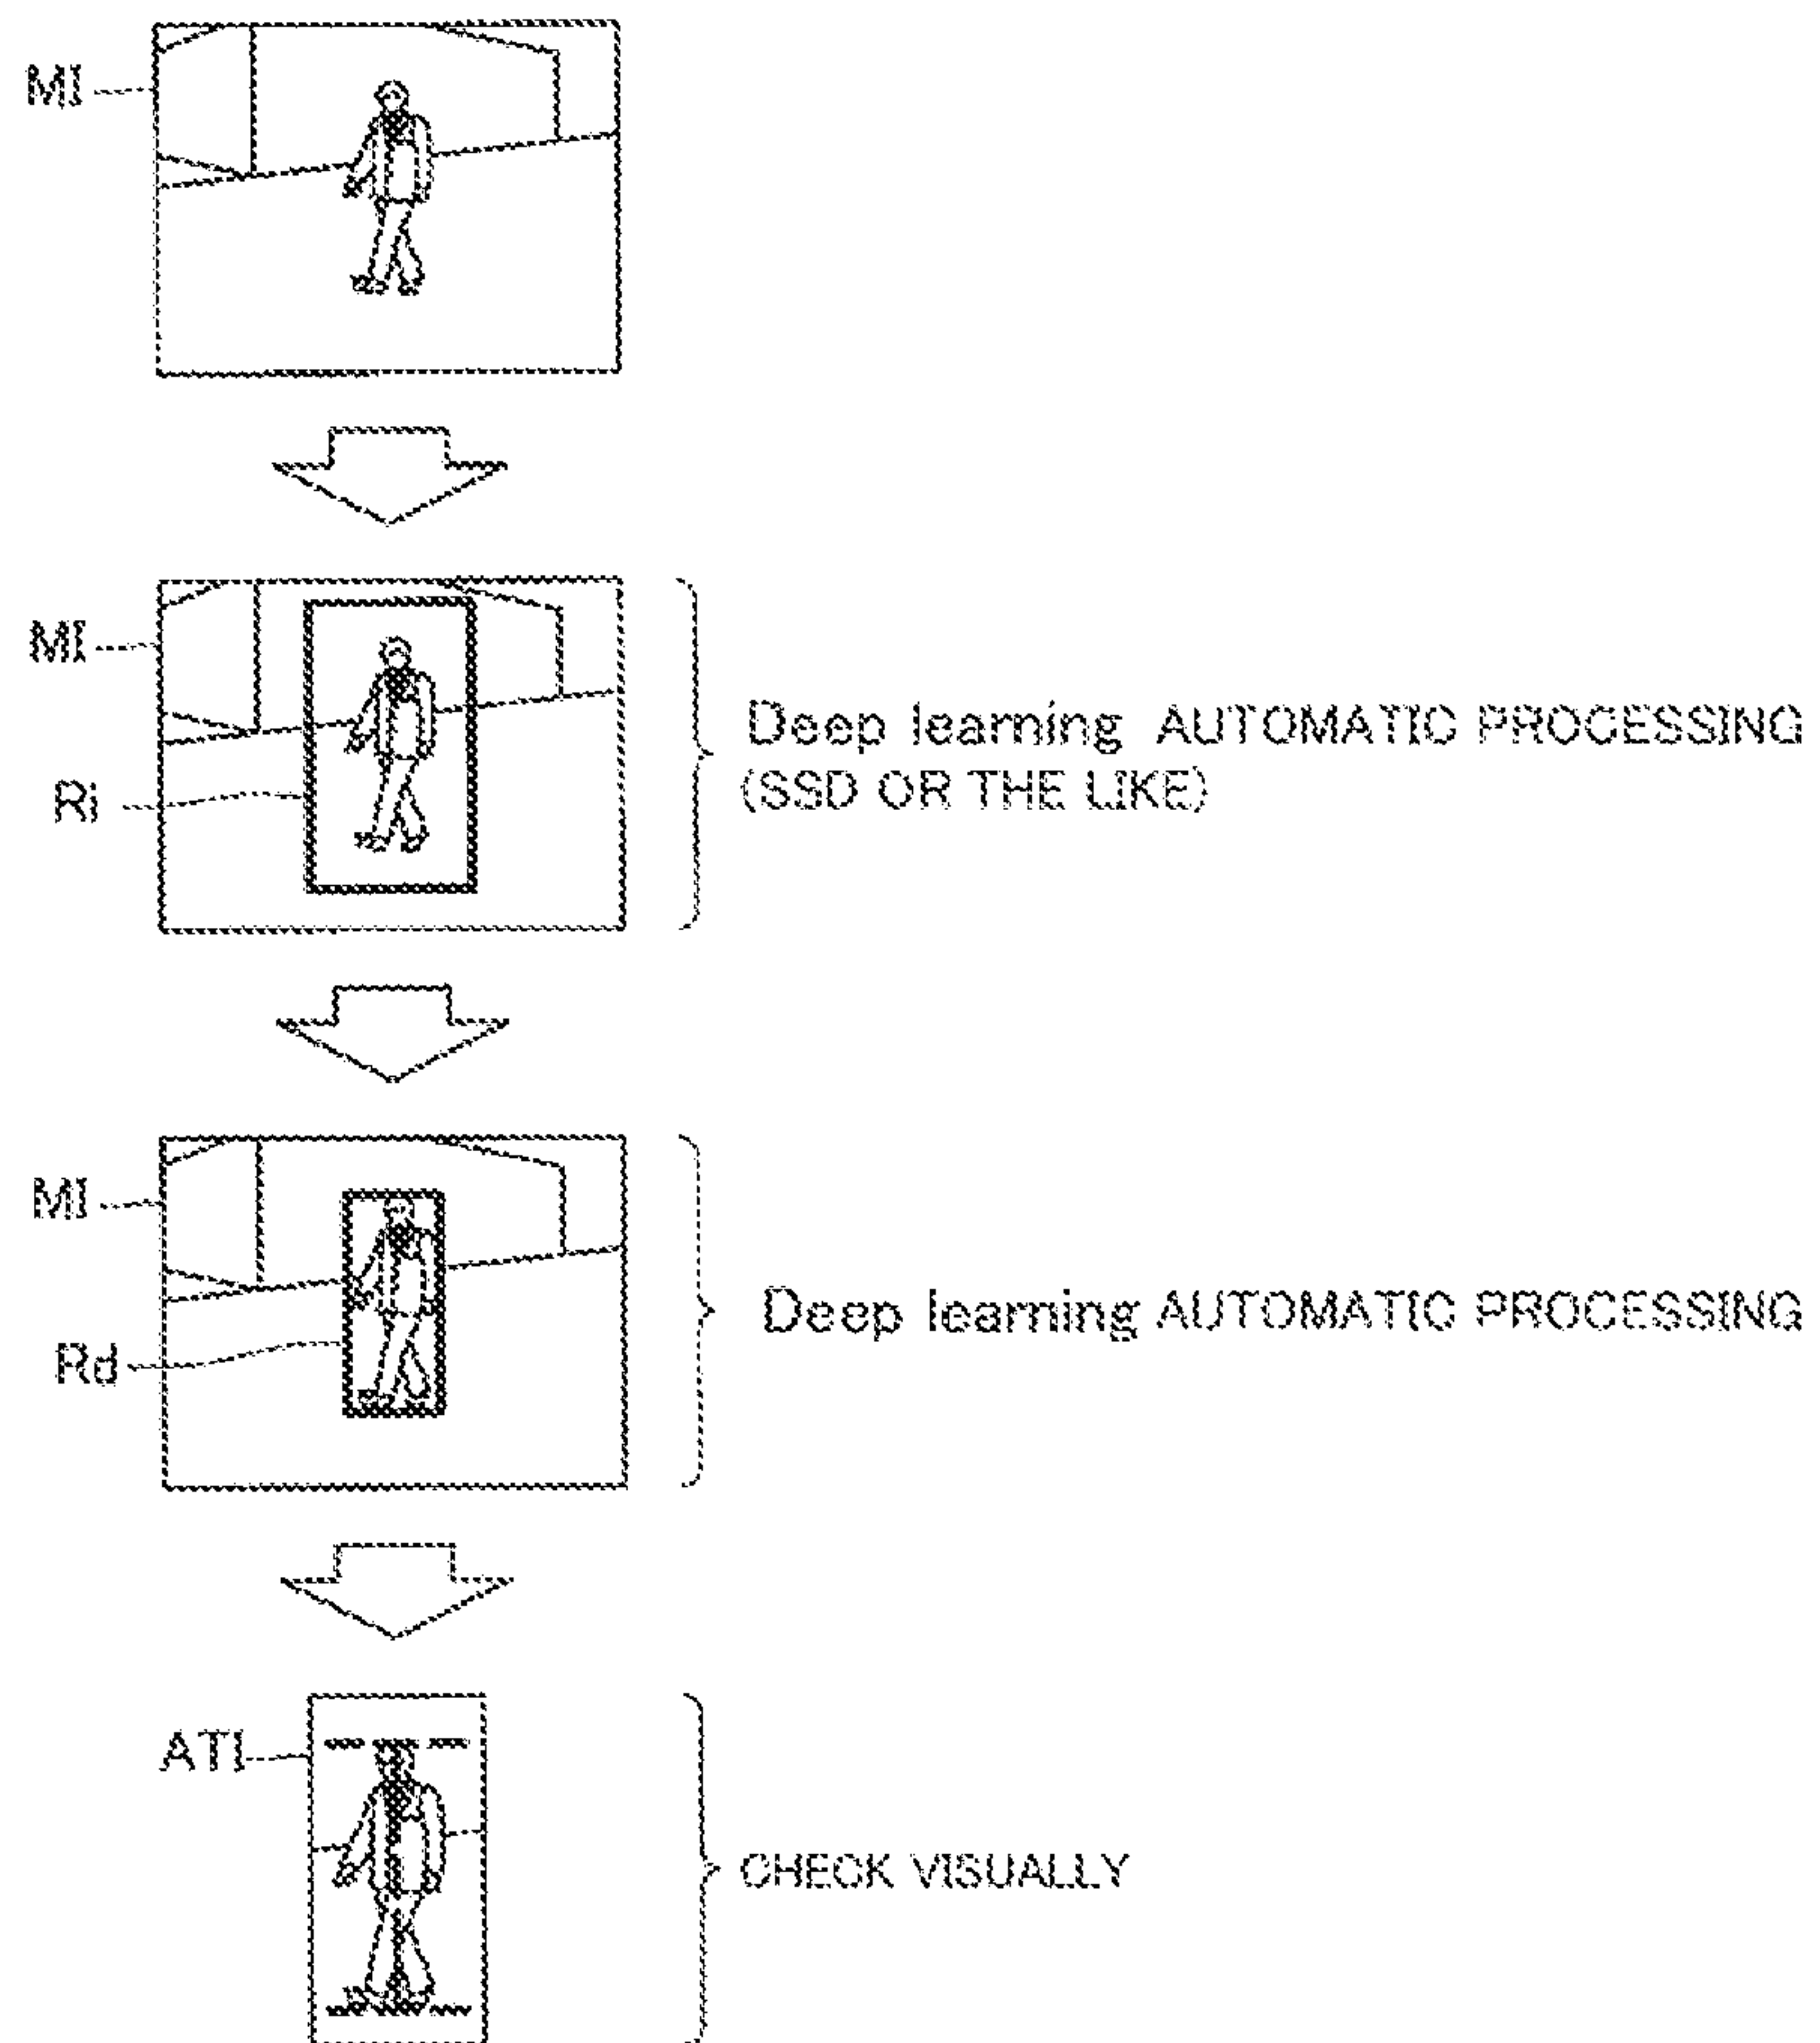 MI
MI
Ri
Deep learning AUTOMATIC PROCESSING
(SSD OR THE LIKE)
MI
Rd
Deep learning AUTOMATIC PROCESSING
ATI
CHECK VISUALLY